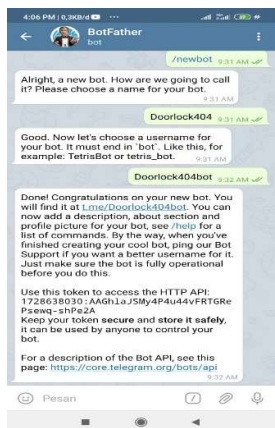 4:06 PM | 0,3KB/d
BotFather
bot
/newbot 9:31 AM
Alright, a new bot. How are we going to call
it? Please choose a name for your bot.
9:31 AM
Doorlock404 9:31 AM
Good. Now let's choose a username for
your bot. It must end in `bot`. Like this, for
example: TetrisBot or tetris_bot.
9:31 AM
Doorlock404bot 9:32 AM
Done! Congratulations on your new bot. You
will find it at t.me/Doorlock404bot. You can
now add a description, about section and
profile picture for your bot, see /help for a
list of commands. By the way, when you've
finished creating your cool bot, ping our Bot
Support if you want a better username for it.
Just make sure the bot is fully operational
before you do this.
Use this token to access the HTTP API:
1728638030:AAGhlaJSMy4P4u44vFRTGRe
Psewq-shPe2A
Keep your token secure and store it safely,
it can be used by anyone to control your
bot.
For a description of the Bot API, see this
page: https://core.telegram.org/bots/api
9:32 AM
Pesan